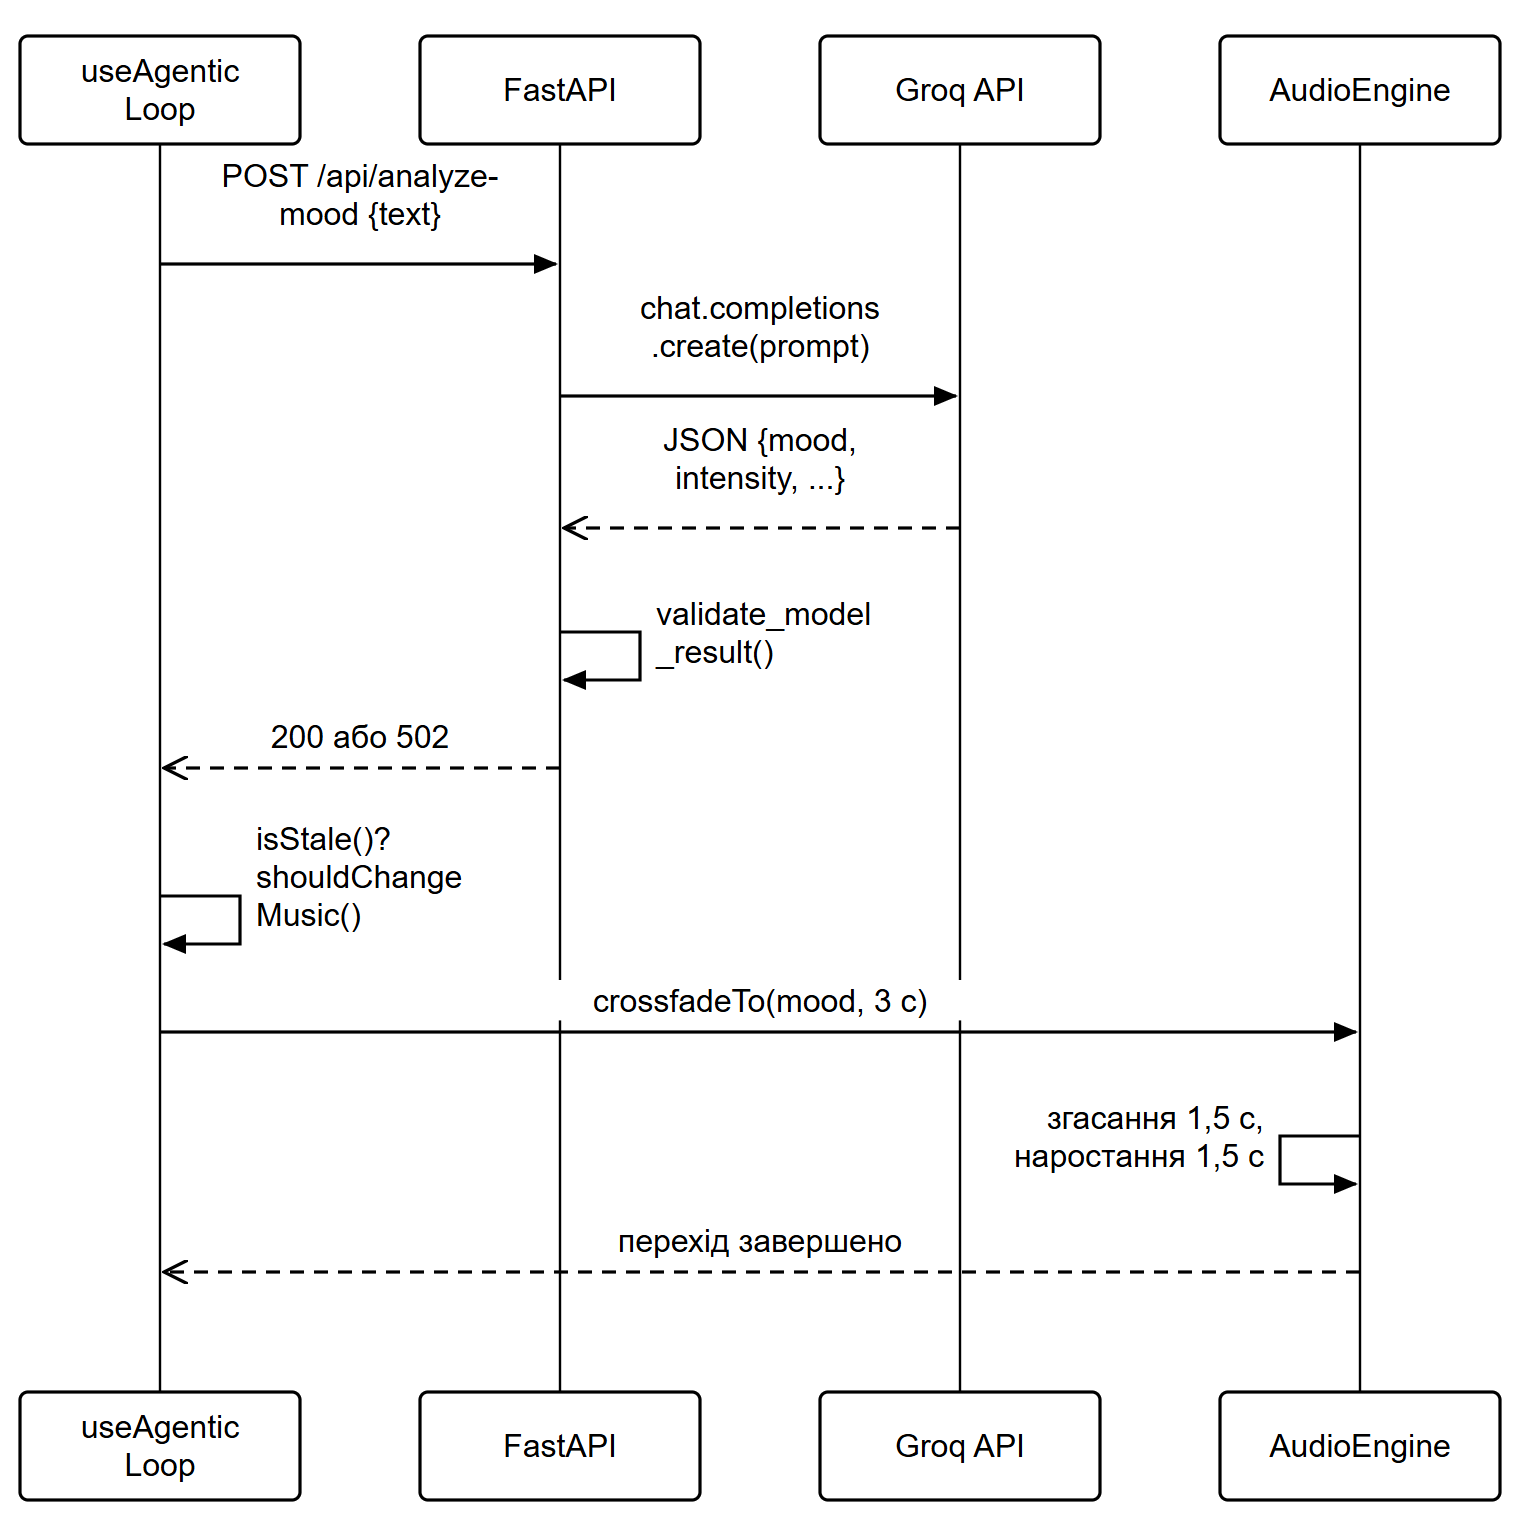 useAgentic
Loop
FastAPI
Groq API
AudioEngine
POST /api/analyze-
mood {text}
chat.completions
.create(prompt)
JSON {mood,
intensity, ...}
validate_model
_result()
200 або 502
isStale()?
shouldChange
Music()
crossfadeTo(mood, 3 с)
згасання 1,5 с,
наростання 1,5 с
перехід завершено
useAgentic
Loop
FastAPI
Groq API
AudioEngine